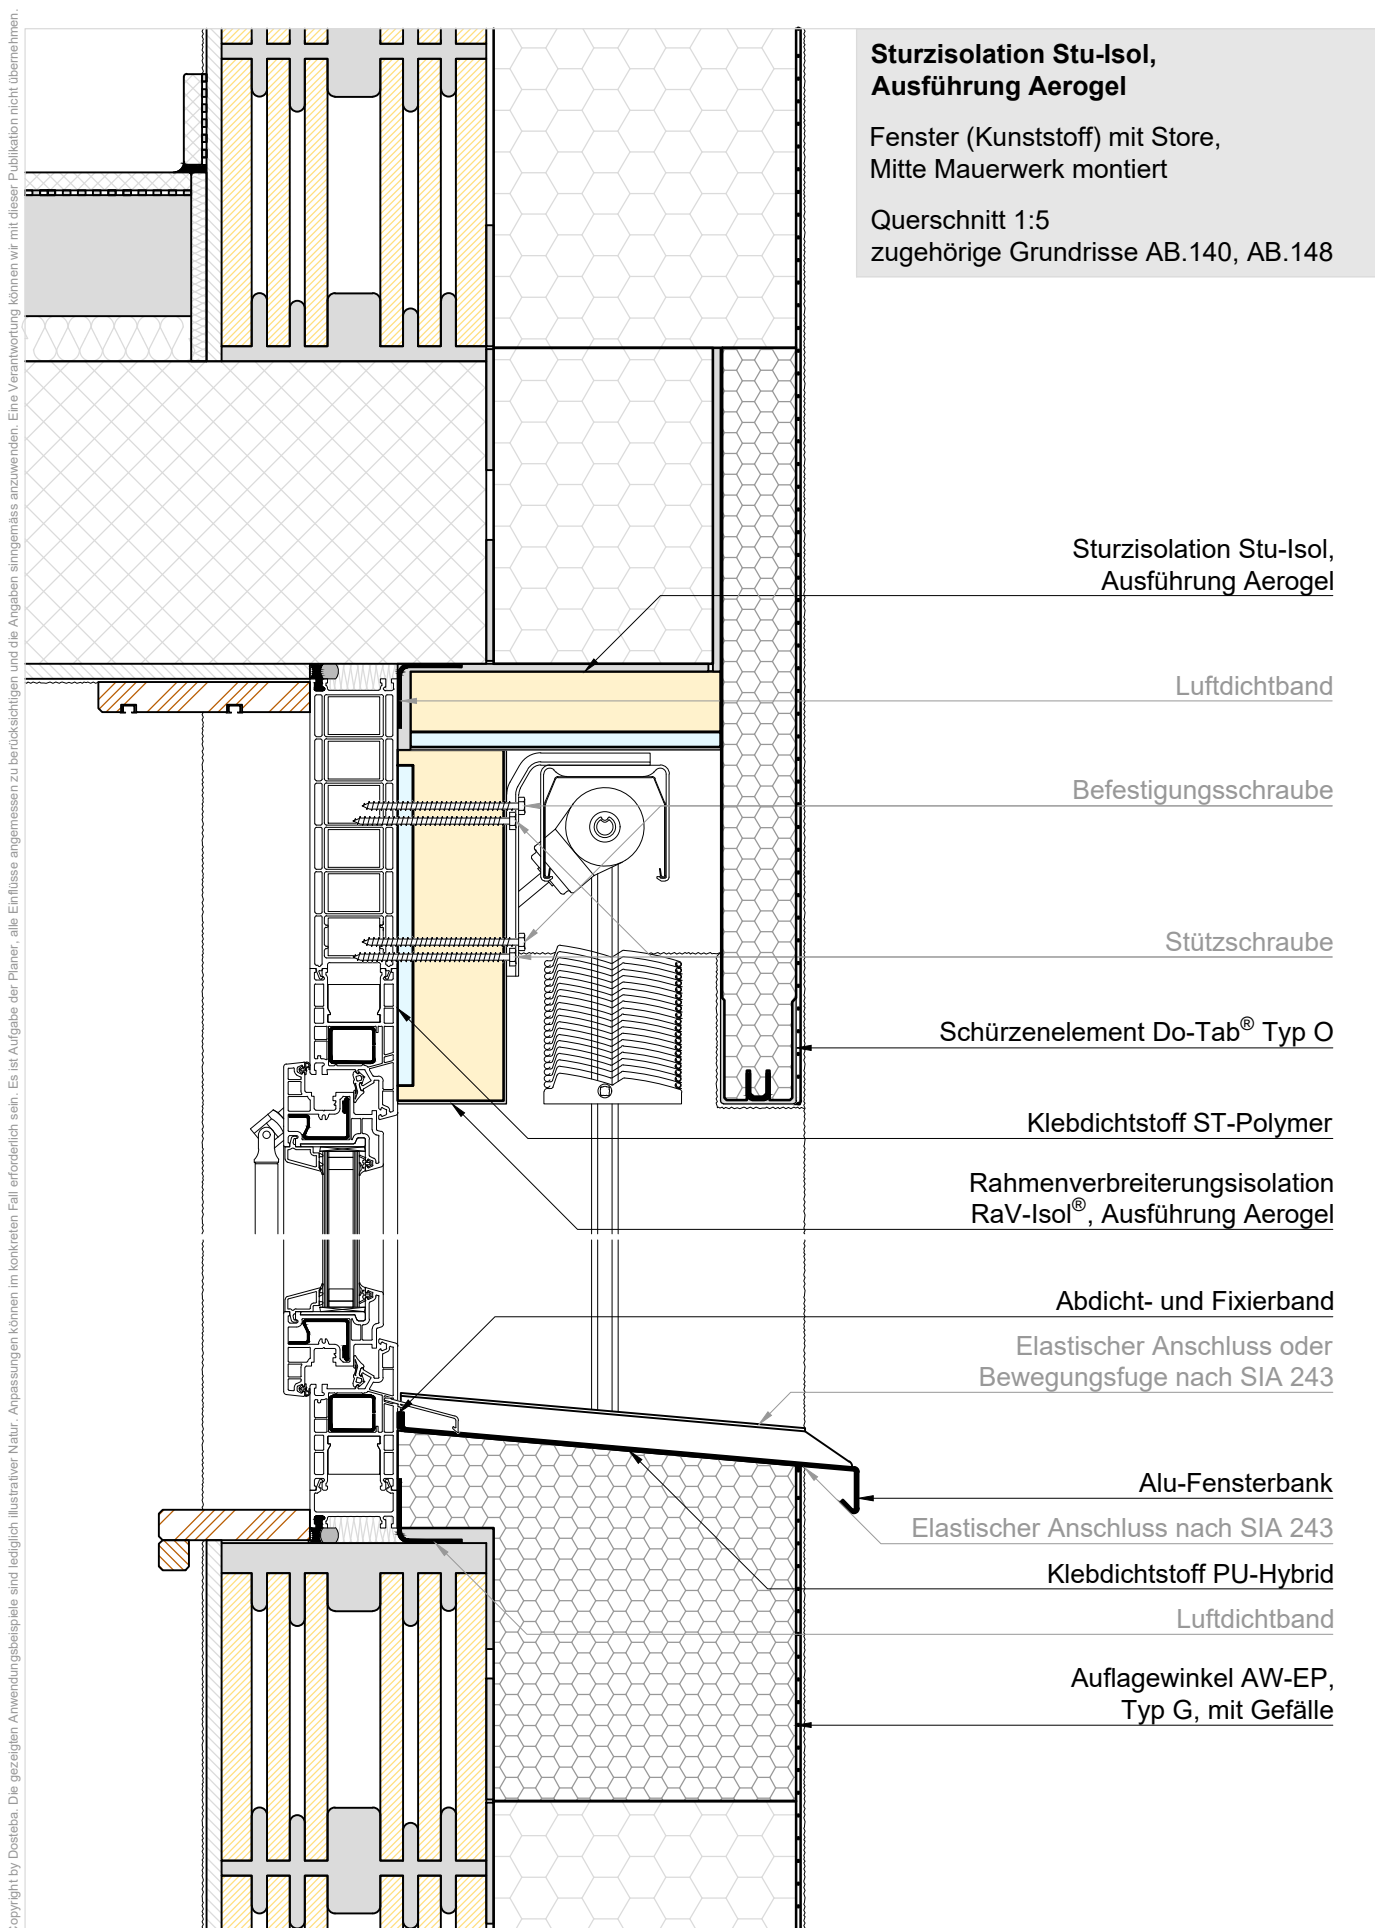 Sturzisolation Stu-Isol,
Ausführung Aerogel
Fenster (Kunststoff) mit Store,
Mitte Mauerwerk montiert
Querschnitt 1:5
zugehörige Grundrisse AB.140, AB.148
Sturzisolation Stu-Isol,
Ausführung Aerogel
Luftdichtband
Befestigungsschraube
Stützschraube
Schürzenelement Do-Tab® Typ O
Klebdichtstoff ST-Polymer
Rahmenverbreiterungsisolation
RaV-Isol®, Ausführung Aerogel
Abdicht- und Fixierband
Elastischer Anschluss oder
Bewegungsfuge nach SIA 243
Alu-Fensterbank
Elastischer Anschluss nach SIA 243
Klebdichtstoff PU-Hybrid
Luftdichtband
Auflagewinkel AW-EP,
Typ G, mit Gefälle
Copyright by Dosteba. Die gezeigten Anwendungsbeispiele sind lediglich illustrativer Natur. Anpassungen können im konkreten Fall erforderlich sein. Es ist Aufgabe der Planer, alle Einflüsse angemessen zu berücksichtigen und die Angaben sinngemäss anzuwenden. Eine Verantwortung können wir mit dieser Publikation nicht übernehmen.